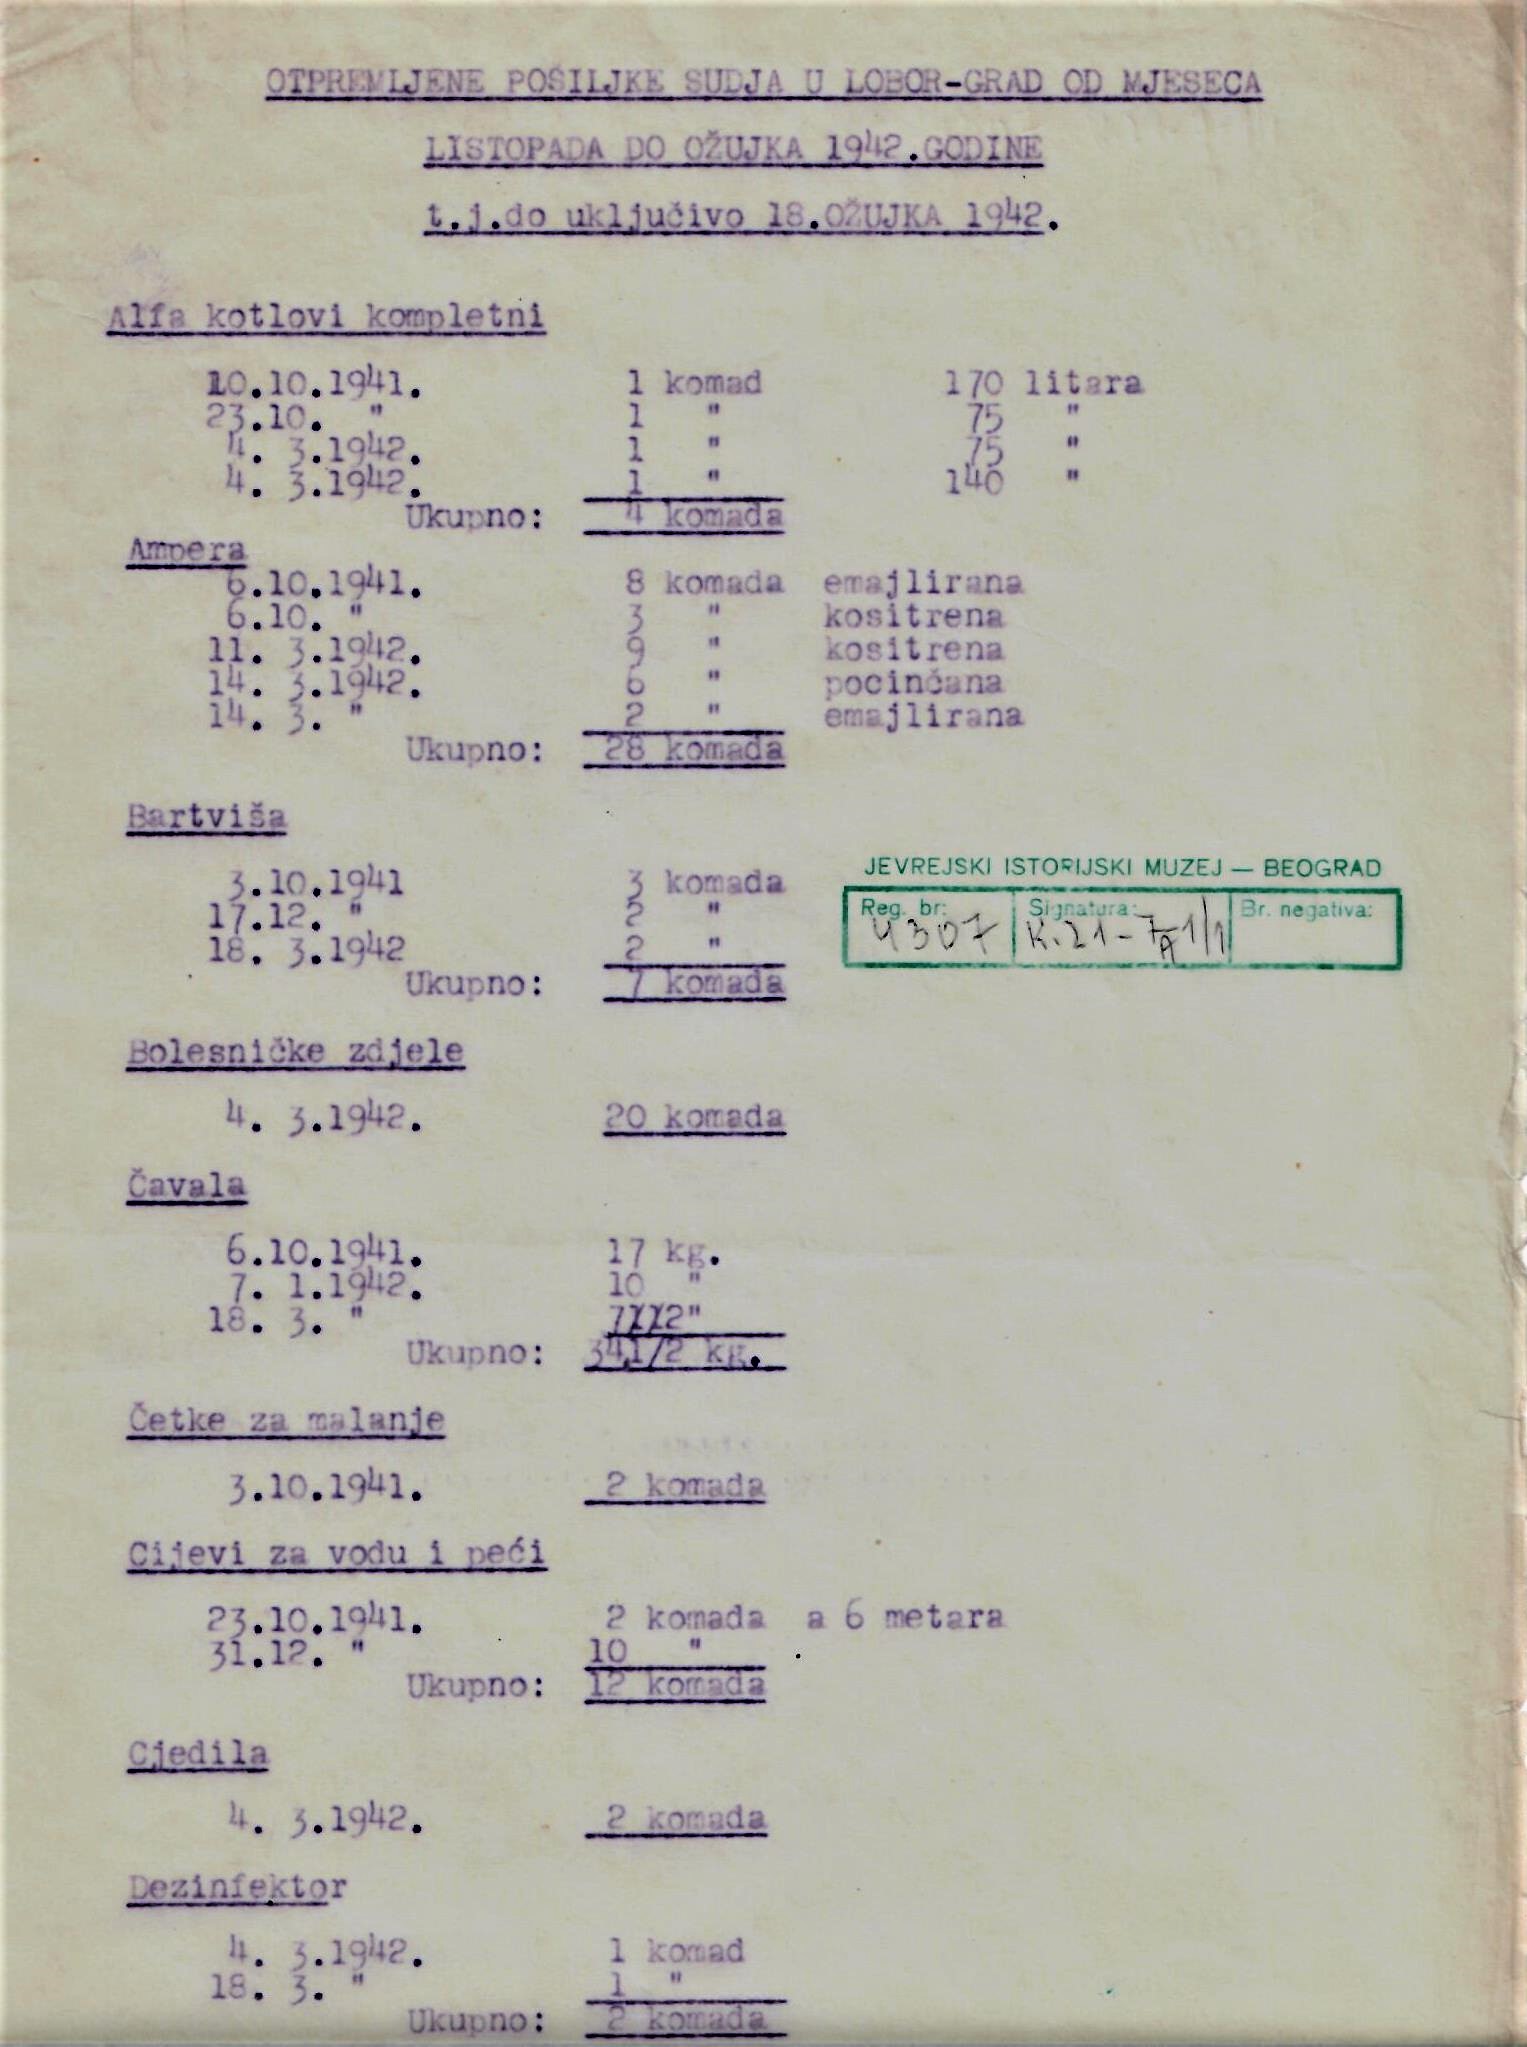 OTPREMLJENE POŠILJKE SUDJA U LOBOR-GRAD OD MJESECA
LISTOPADA DO OŽUJKA 1942.GODINE
t.j.do uključivo 18.OŽUJKA 1942.
Alfa kotlovi kompletni
10.10.1941. 1 komad 170 litara
23.10. " 1 " 75 "
4. 3.1942. 1 " 75 "
4. 3.1942. 1 " 140 "
Ukupno: 4 komada
Ampera
6.10.1941. 8 komada emajlirana
6.10. " 3 " kositrena
11. 3.1942. 9 " kositrena
14. 3.1942. 6 " pocinčana
14. 3. " 2 " emajlirana
Ukupno: 28 komada
Bartviša
3.10.1941 3 komada
17.12. " 2 "
18. 3.1942 2 "
Ukupno: 7 komada
JEVREJSKI ISTORIJSKI MUZEJ — BEOGRAD
Reg. br: Signatura: Br. negativa:
4307 K.21-7
Bolesničke zdjele
4. 3.1942. 20 komada
Čavala
6.10.1941. 17 kg.
7. 1.1942. 10 "
18. 3. "
Ukupno: 34,1/2 kg.
Četke za malanje
3.10.1941. 2 komada
Cijevi za vodu i peći
23.10.1941. 2 komada a 6 metara
31.12. " 10 "
Ukupno: 12 komada
Cjedila
4. 3.1942. 2 komada
Dezinfektor
4. 3.1942. 1 komad
18. 3. " 1 "
Ukupno: 2 komada